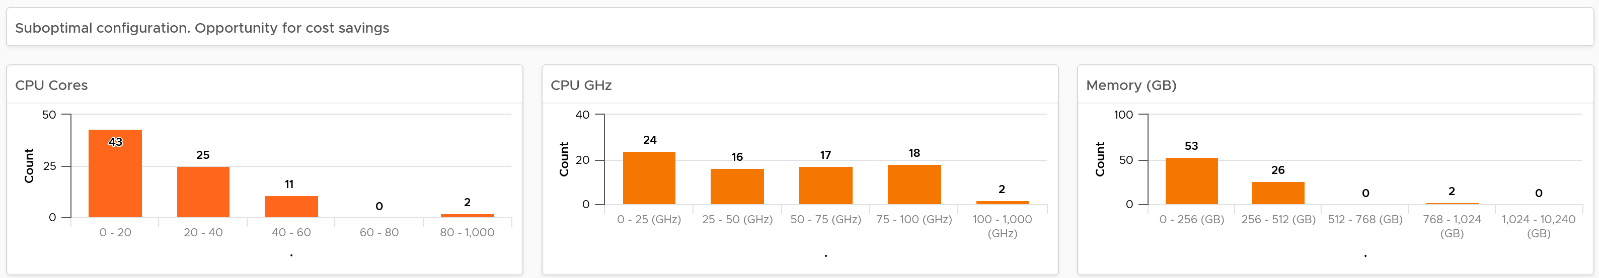 Suboptimal configuration. Opportunity for cost savings
CPU Cores
50
25
0
Count
43
25
11
0
2
0 - 20
20 - 40
40 - 60
60 - 80
80 - 1,000
.
CPU GHz
40
20
0
Count
24
16
17
18
2
0 - 25 (GHz)
25 - 50 (GHz)
50 - 75 (GHz)
75 - 100 (GHz)
100 - 1,000
(GHz)
.
Memory (GB)
100
50
0
Count
53
26
0
2
0
0 - 256 (GB)
256 - 512 (GB)
512 - 768 (GB)
768 - 1,024
(GB)
1,024 - 10,240
(GB)
.